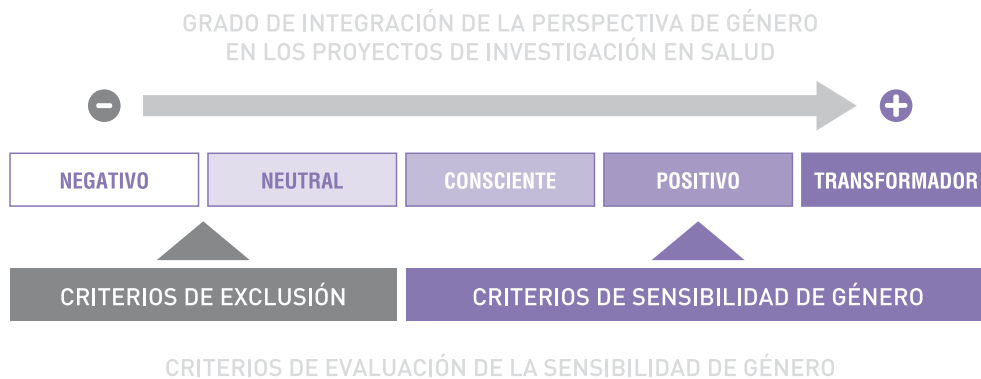 GRADO DE INTEGRACIÓN DE LA PERSPECTIVA DE GÉNERO
EN LOS PROYECTOS DE INVESTIGACIÓN EN SALUD
NEGATIVO
NEUTRAL
CONSCIENTE
POSITIVO
TRANSFORMADOR
CRITERIOS DE EXCLUSIÓN
CRITERIOS DE SENSIBILIDAD DE GÉNERO
CRITERIOS DE EVALUACIÓN DE LA SENSIBILIDAD DE GÉNERO